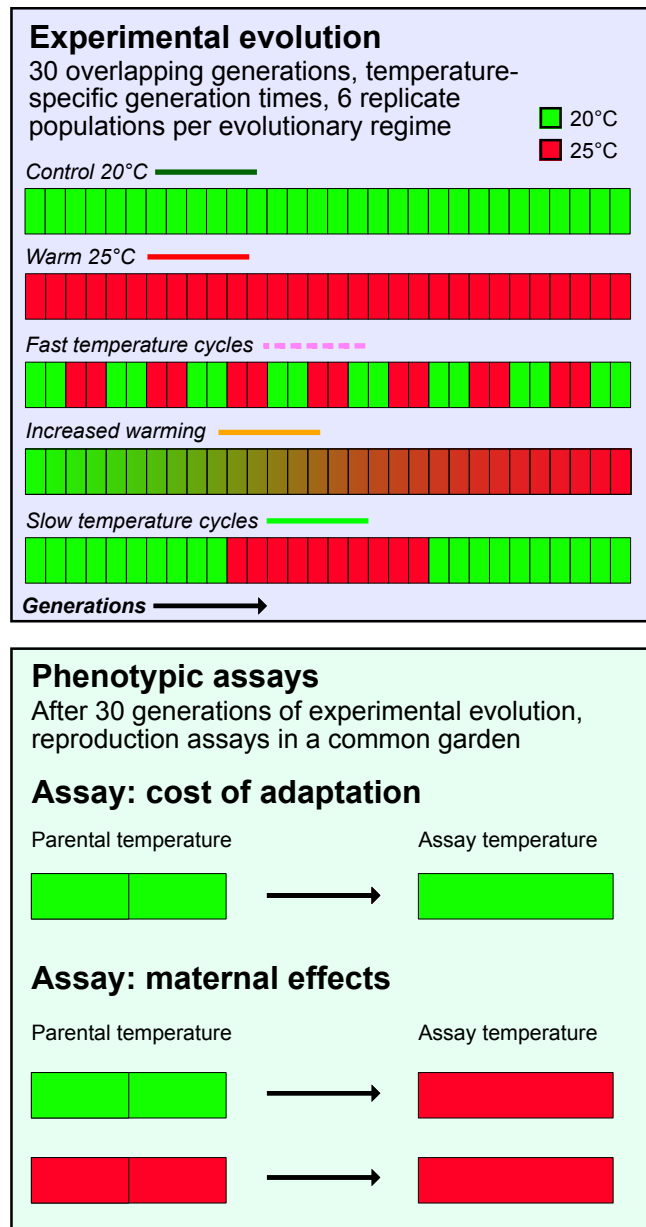 Experimental evolution
30 overlapping generations, temperature-
specific generation times, 6 replicate
populations per evolutionary regime
20°C
25°C
Control 20°C
Warm 25°C
Fast temperature cycles
Increased warming
Slow temperature cycles
Generations
Phenotypic assays
After 30 generations of experimental evolution,
reproduction assays in a common garden
Assay: cost of adaptation
Parental temperature
Assay temperature
Assay: maternal effects
Parental temperature
Assay temperature